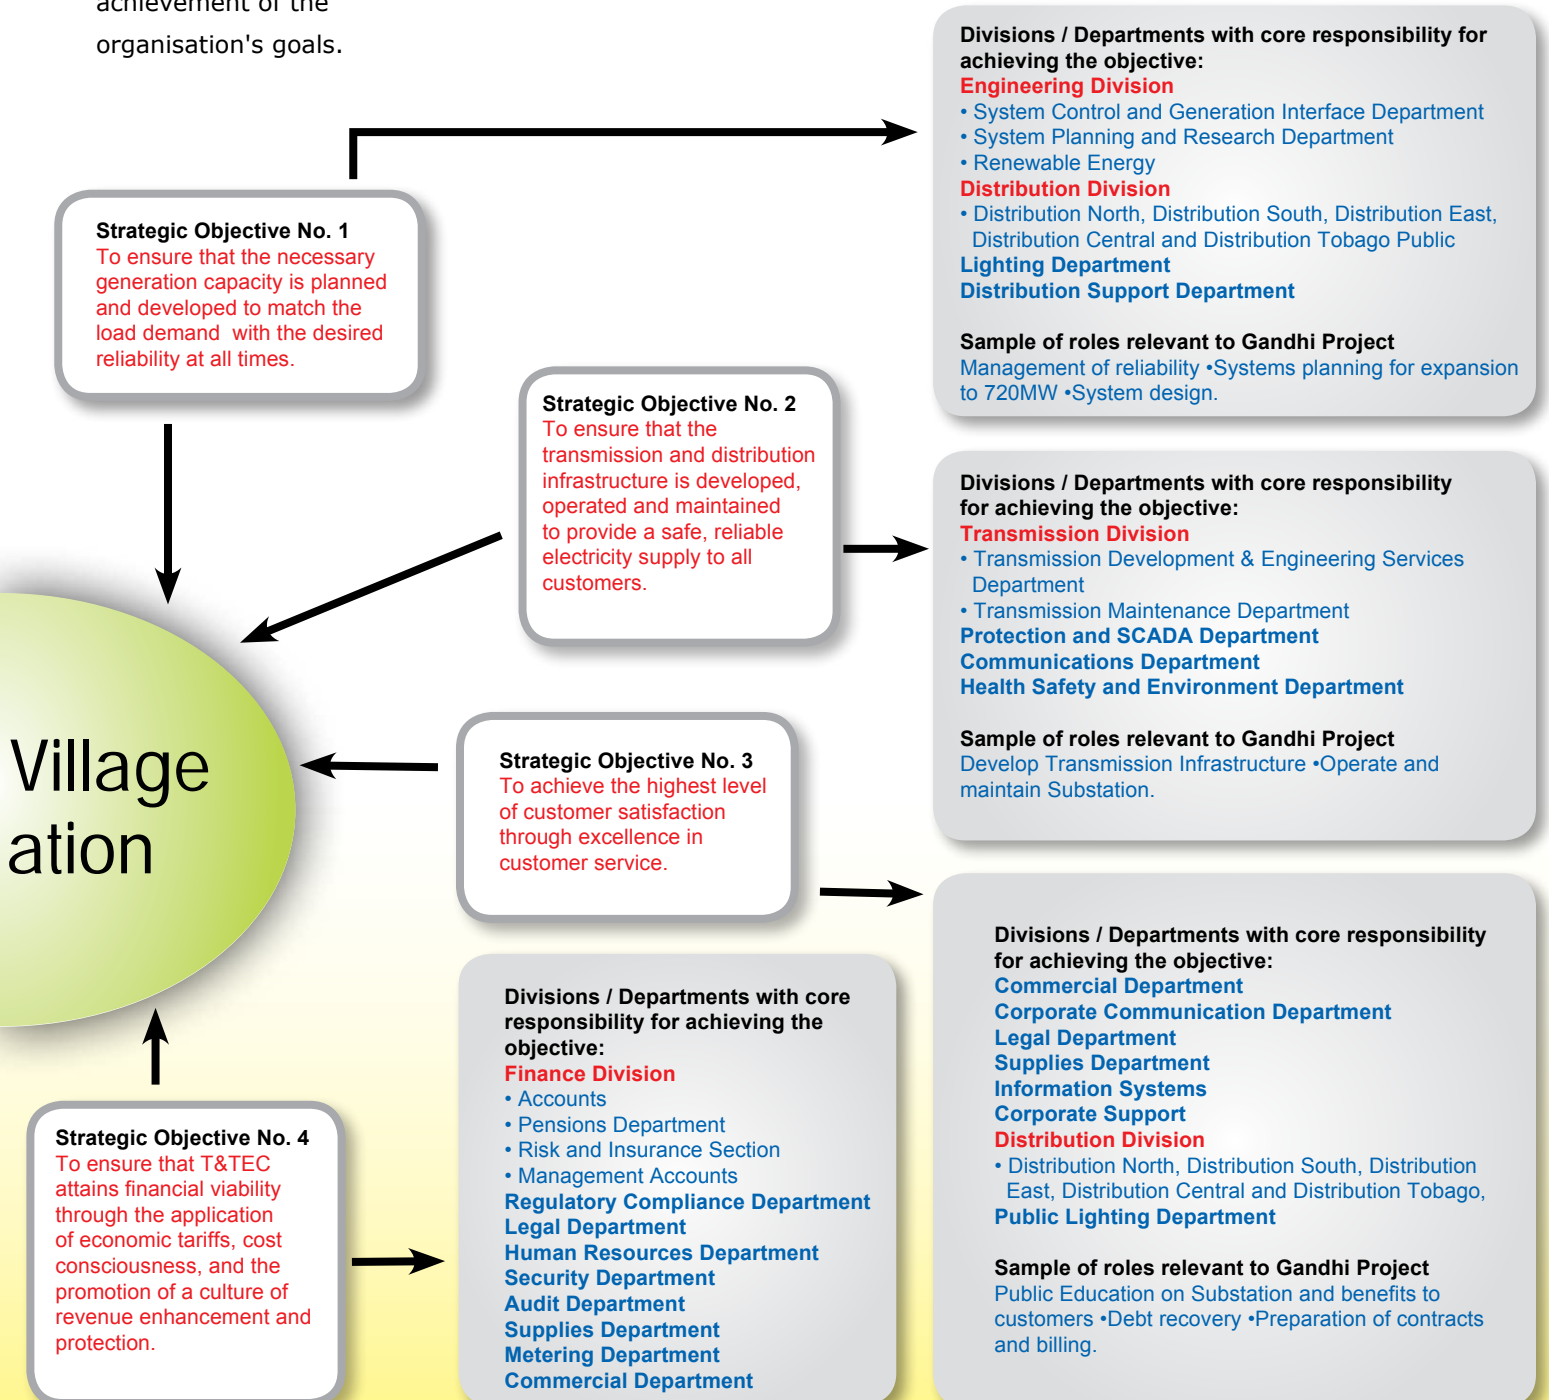 achievement of the
organisation's goals.
Strategic Objective No. 1
To ensure that the necessary
generation capacity is planned
and developed to match the
load demand with the desired
reliability at all times.
Divisions / Departments with core responsibility for
achieving the objective:
Engineering Division
• System Control and Generation Interface Department
• System Planning and Research Department
• Renewable Energy
Distribution Division
• Distribution North, Distribution South, Distribution East,
Distribution Central and Distribution Tobago Public
Lighting Department
Distribution Support Department
Sample of roles relevant to Gandhi Project
Management of reliability •Systems planning for expansion
to 720MW •System design.
Strategic Objective No. 2
To ensure that the
transmission and distribution
infrastructure is developed,
operated and maintained
to provide a safe, reliable
electricity supply to all
customers.
Divisions / Departments with core responsibility
for achieving the objective:
Transmission Division
• Transmission Development & Engineering Services
Department
• Transmission Maintenance Department
Protection and SCADA Department
Communications Department
Health Safety and Environment Department
Sample of roles relevant to Gandhi Project
Develop Transmission Infrastructure •Operate and
maintain Substation.
Village
ation
Strategic Objective No. 3
To achieve the highest level
of customer satisfaction
through excellence in
customer service.
Divisions / Departments with core responsibility
for achieving the objective:
Commercial Department
Corporate Communication Department
Legal Department
Supplies Department
Information Systems
Corporate Support
Distribution Division
• Distribution North, Distribution South, Distribution
East, Distribution Central and Distribution Tobago,
Public Lighting Department
Sample of roles relevant to Gandhi Project
Public Education on Substation and benefits to
customers •Debt recovery •Preparation of contracts
and billing.
Strategic Objective No. 4
To ensure that T&TEC
attains financial viability
through the application
of economic tariffs, cost
consciousness, and the
promotion of a culture of
revenue enhancement and
protection.
Divisions / Departments with core
responsibility for achieving the
objective:
Finance Division
• Accounts
• Pensions Department
• Risk and Insurance Section
• Management Accounts
Regulatory Compliance Department
Legal Department
Human Resources Department
Security Department
Audit Department
Supplies Department
Metering Department
Commercial Department